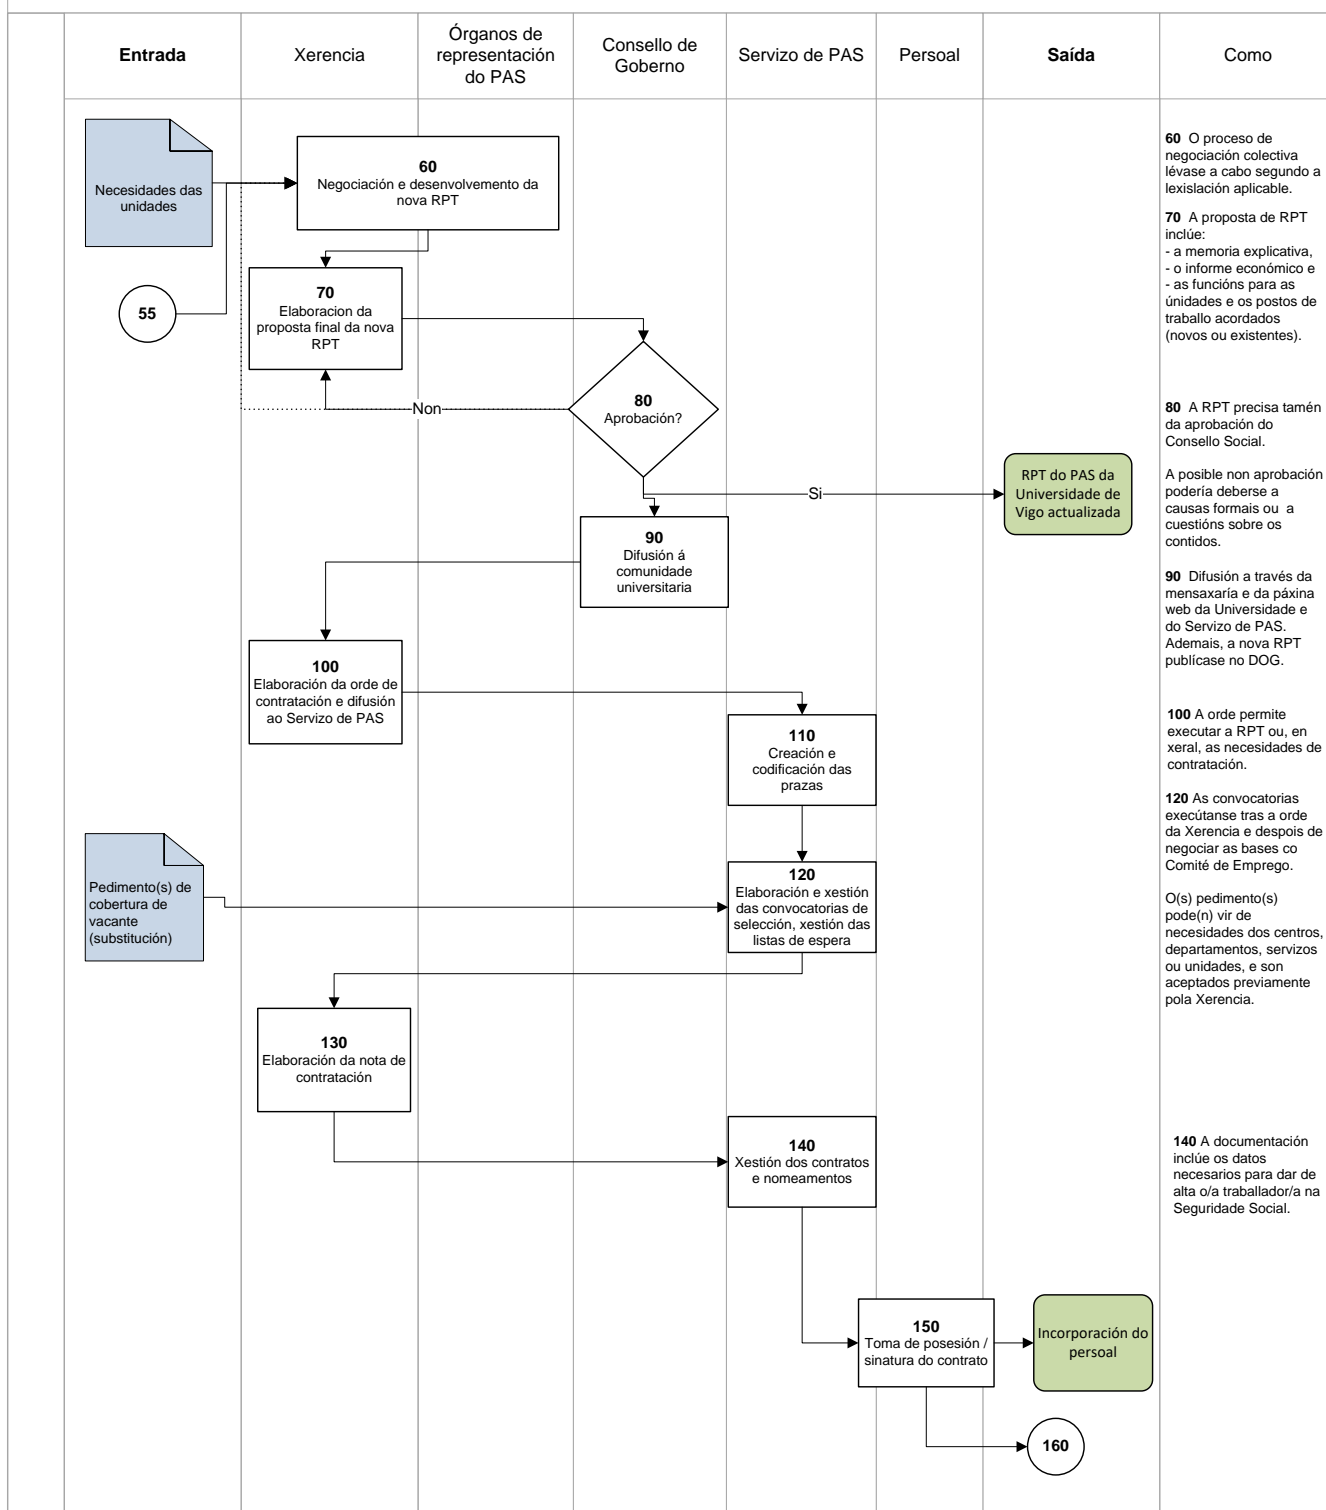 Entrada
Xerencia
Órganos de
representación
do PAS
Consello de
Goberno
Servizo de PAS
Persoal
Saída
Como
Necesidades das
unidades
55
60
Negociación e desenvolvemento da
nova RPT
70
Elaboracion da
proposta final da nova
RPT
80
Aprobación?
Non
Si
RPT do PAS da
Universidade de
Vigo actualizada
90
Difusión á
comunidade
universitaria
100
Elaboración da orde de
contratación e difusión
ao Servizo de PAS
110
Creación e
codificación das
prazas
Pedimento(s) de
cobertura de
vacante
(substitución)
120
Elaboración e xestión
das convocatorias de
selección, xestión das
listas de espera
130
Elaboración da nota de
contratación
140
Xestión dos contratos
e nomeamentos
150
Toma de posesión /
sinatura do contrato
Incorporación do
persoal
160
60 O proceso de
negociación colectiva
lévase a cabo segundo a
lexislación aplicable.
70 A proposta de RPT
inclúe:
- a memoria explicativa,
- o informe económico e
- as funcións para as
únidades e os postos de
traballo acordados
(novos ou existentes).
80 A RPT precisa tamén
da aprobación do
Consello Social.
A posible non aprobación
podería deberse a
causas formais ou a
cuestións sobre os
contidos.
90 Difusión a través da
mensaxaría e da páxina
web da Universidade e
do Servizo de PAS.
Ademais, a nova RPT
publícase no DOG.
100 A orde permite
executar a RPT ou, en
xeral, as necesidades de
contratación.
120 As convocatorias
execútanse tras a orde
da Xerencia e despois de
negociar as bases co
Comité de Emprego.
O(s) pedimento(s)
pode(n) vir de
necesidades dos centros,
departamentos, servizos
ou unidades, e son
aceptados previamente
pola Xerencia.
140 A documentación
inclúe os datos
necesarios para dar de
alta o/a traballador/a na
Seguridade Social.